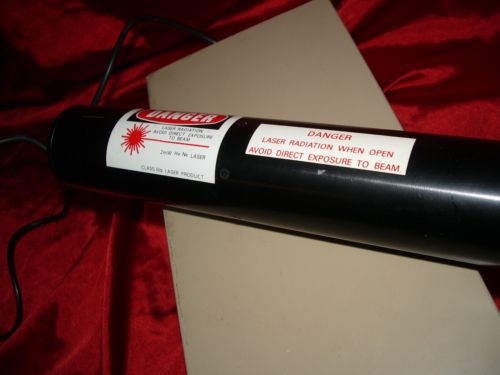 DANGER
LASER RADIATION
AVOID DIRECT EXPOSURE
TO BEAM
2mW He Ne LASER
CLASS IIIb LASER PRODUCT
DANGER
LASER RADIATION WHEN OPEN
AVOID DIRECT EXPOSURE TO BEAM